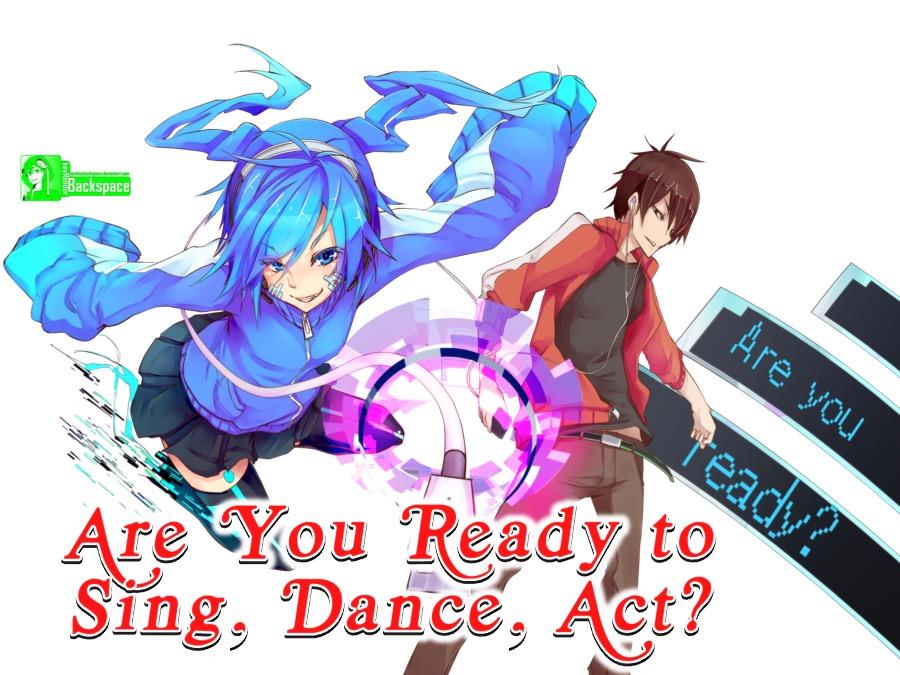 Backspace
Are you
ready?
Are You Ready to
Sing, Dance, Act?